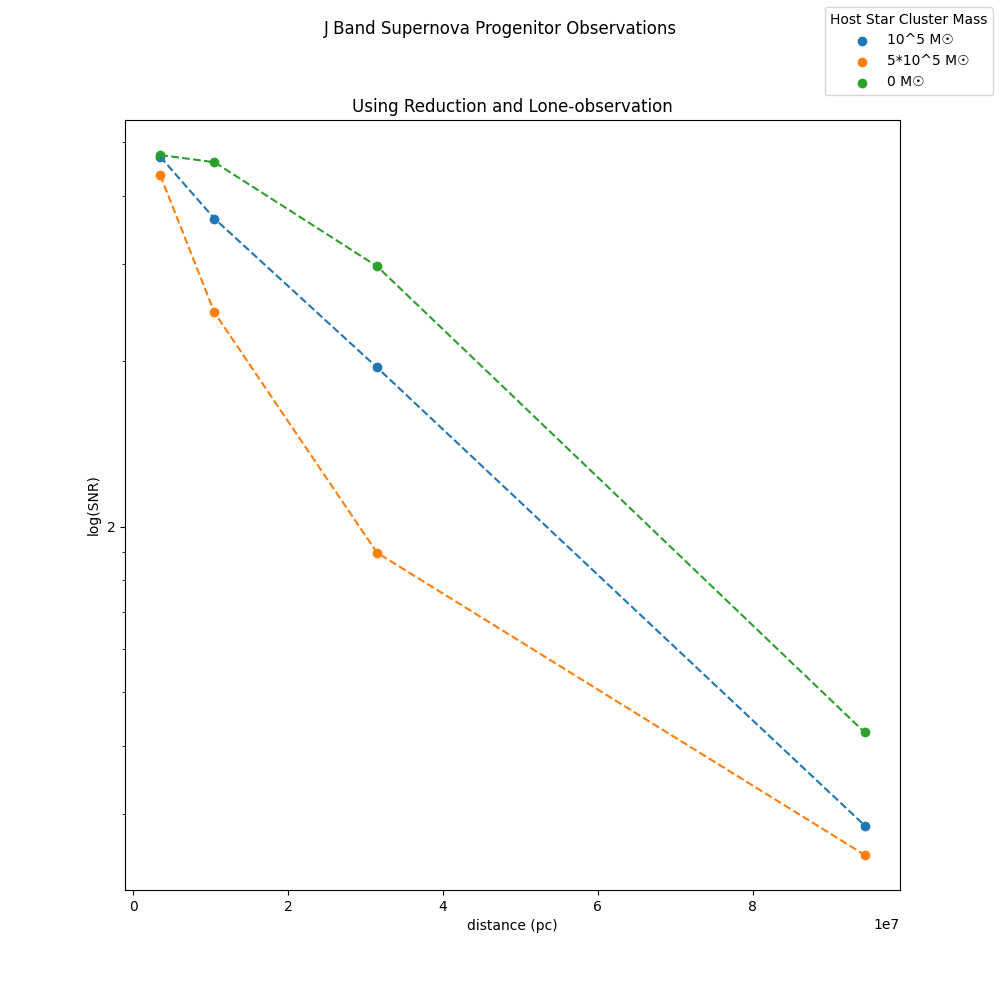 J Band Supernova Progenitor Observations
Host Star Cluster Mass
10^5 M☉
5*10^5 M☉
0 M☉
Using Reduction and Lone-observation
log(SNR)
2
0 2 4 6 8
1e7
distance (pc)